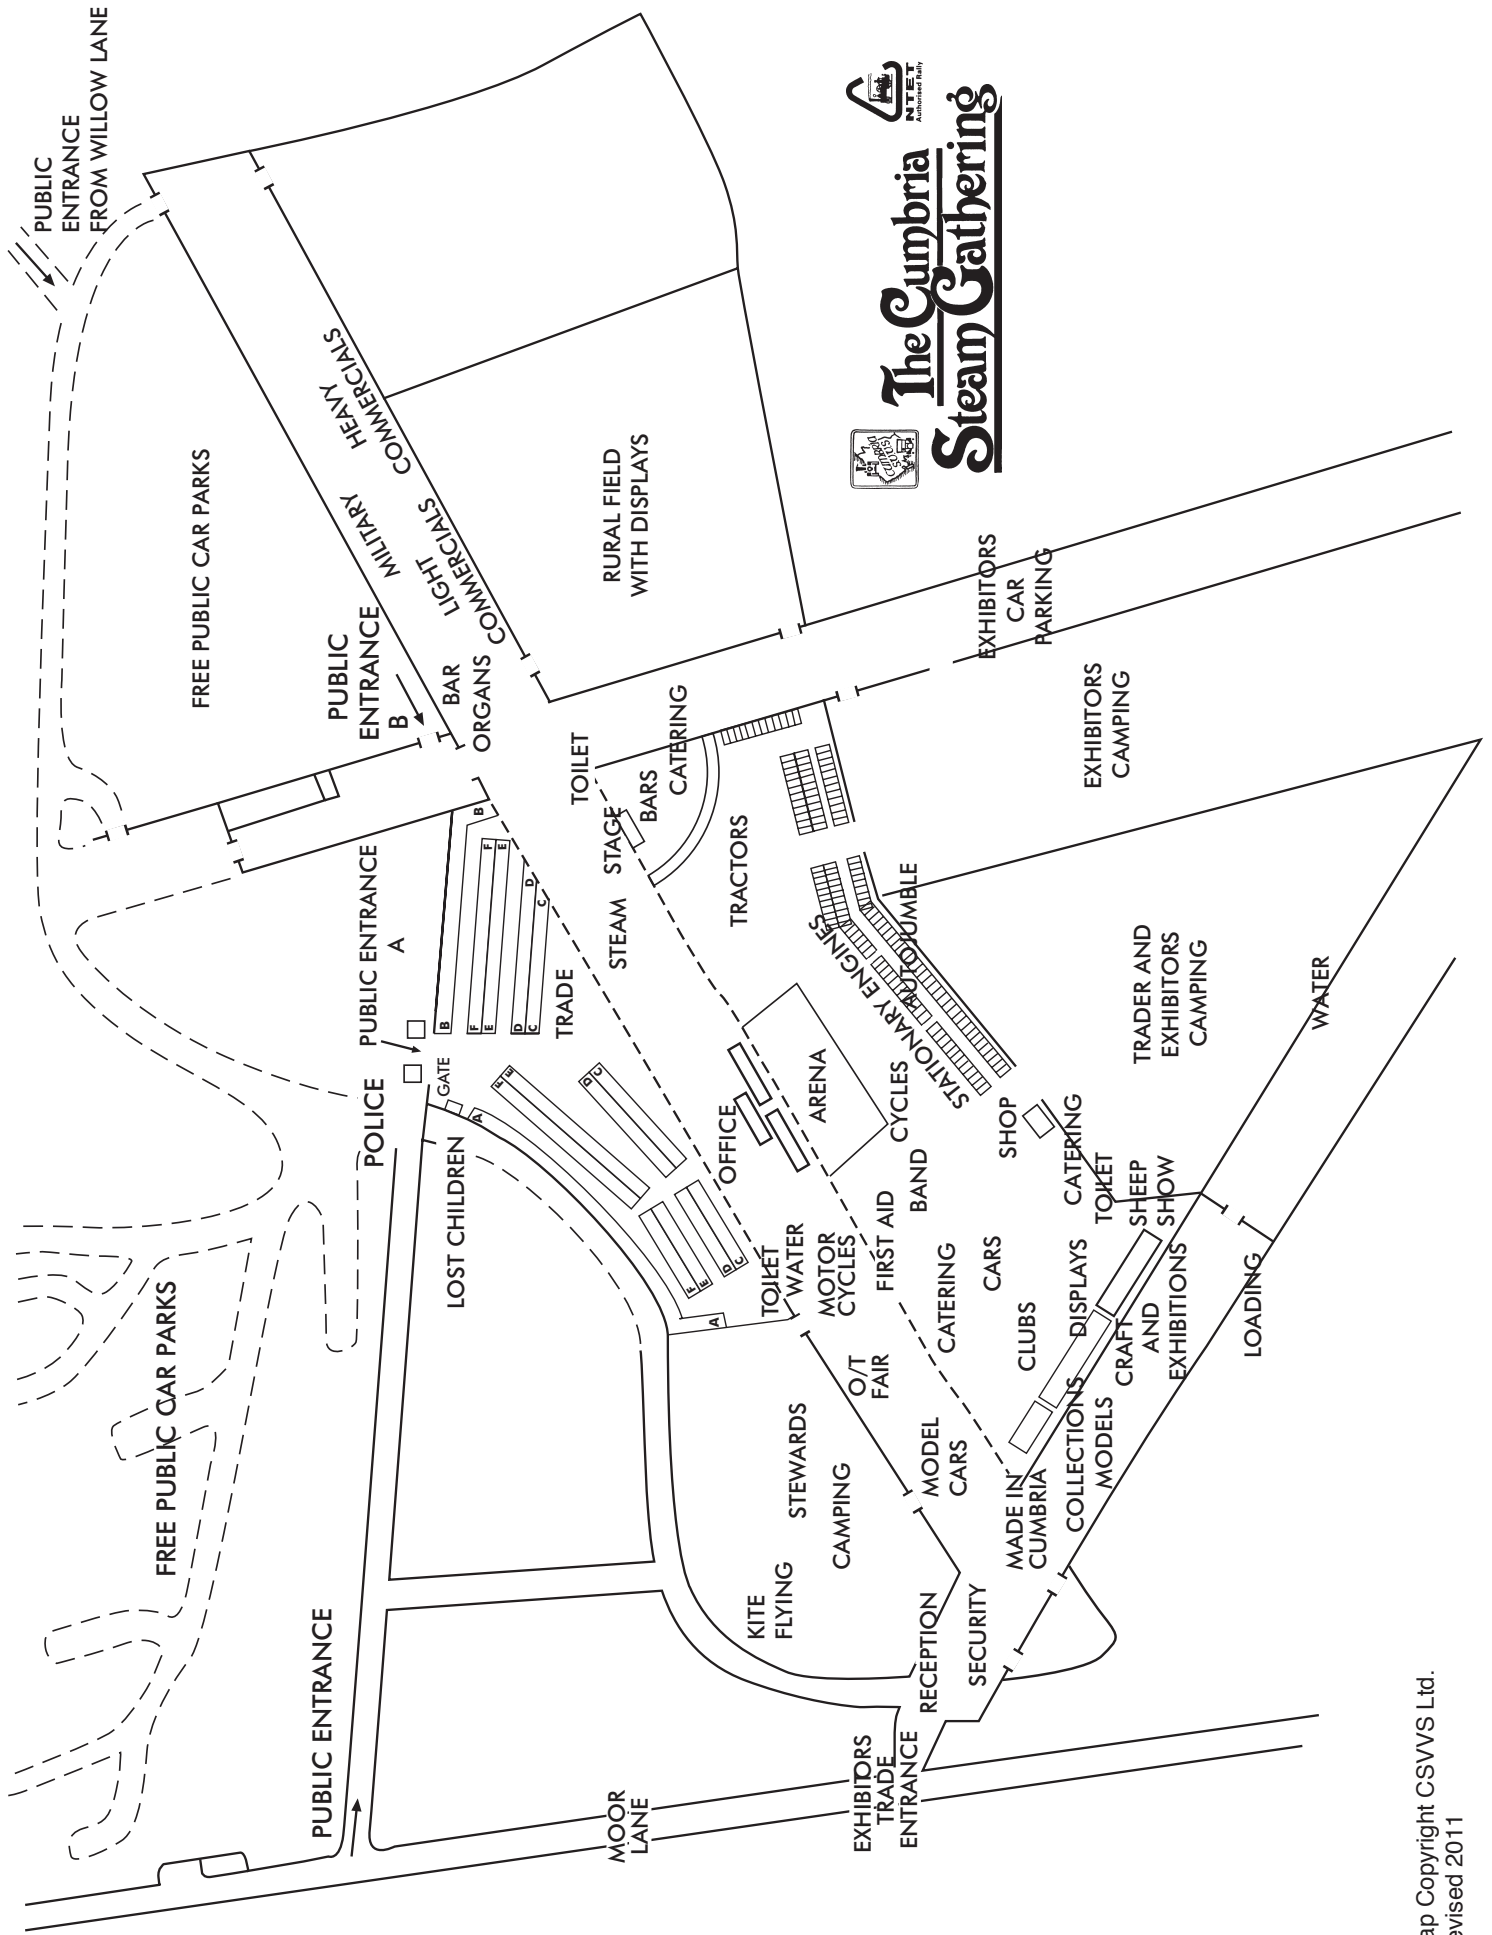 PUBLIC
ENTRANCE
FROM WILLOW LANE
FREE PUBLIC CAR PARKS
HEAVY
COMMERCIALS
MILITARY
LIGHT
COMMERCIALS
PUBLIC
ENTRANCE
B
BAR
ORGANS
RURAL FIELD
WITH DISPLAYS
NTET
Authorised Rally
The Cumbria
Steam Gathering
EXHIBITORS
CAR
PARKING
EXHIBITORS
CAMPING
TOILET
BARS
CATERING
STAGE
STEAM
TRACTORS
PUBLIC ENTRANCE
A
B
F
E
D
C
B
F
E
D
C
TRADE
GATE
POLICE
LOST CHILDREN
A
F
E
D
C
F
E
D
C
A
OFFICE
ARENA
STATIONARY ENGINES
AUTOJUMBLE
CYCLES
TRADER AND
EXHIBITORS
CAMPING
WATER
SHOP
CATERING
TOILET
SHEEP
SHOW
BAND
FIRST AID
TOILET
WATER
MOTOR
CYCLES
CATERING
CARS
CLUBS
DISPLAYS
CRAFT
AND
EXHIBITIONS
LOADING
O/T
FAIR
STEWARDS
CAMPING
MODEL
CARS
COLLECTIONS
MODELS
MADE IN
CUMBRIA
KITE
FLYING
RECEPTION
SECURITY
FREE PUBLIC CAR PARKS
PUBLIC ENTRANCE
MOOR
LANE
EXHIBITORS
TRADE
ENTRANCE
ap Copyright CSVVS Ltd.
evised 2011